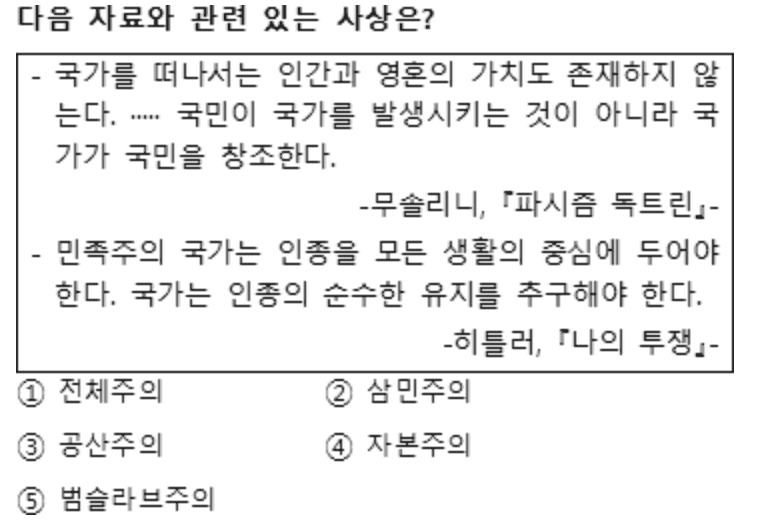 다음 자료와 관련 있는 사상은?
- 국가를 떠나서는 인간과 영혼의 가치도 존재하지 않
는다. ····· 국민이 국가를 발생시키는 것이 아니라 국
가가 국민을 창조한다.
-무솔리니, 『파시즘 독트린』-
- 민족주의 국가는 인종을 모든 생활의 중심에 두어야
한다. 국가는 인종의 순수한 유지를 추구해야 한다.
-히틀러, 『나의 투쟁』-
① 전체주의 ② 삼민주의
③ 공산주의 ④ 자본주의
⑤ 범슬라브주의